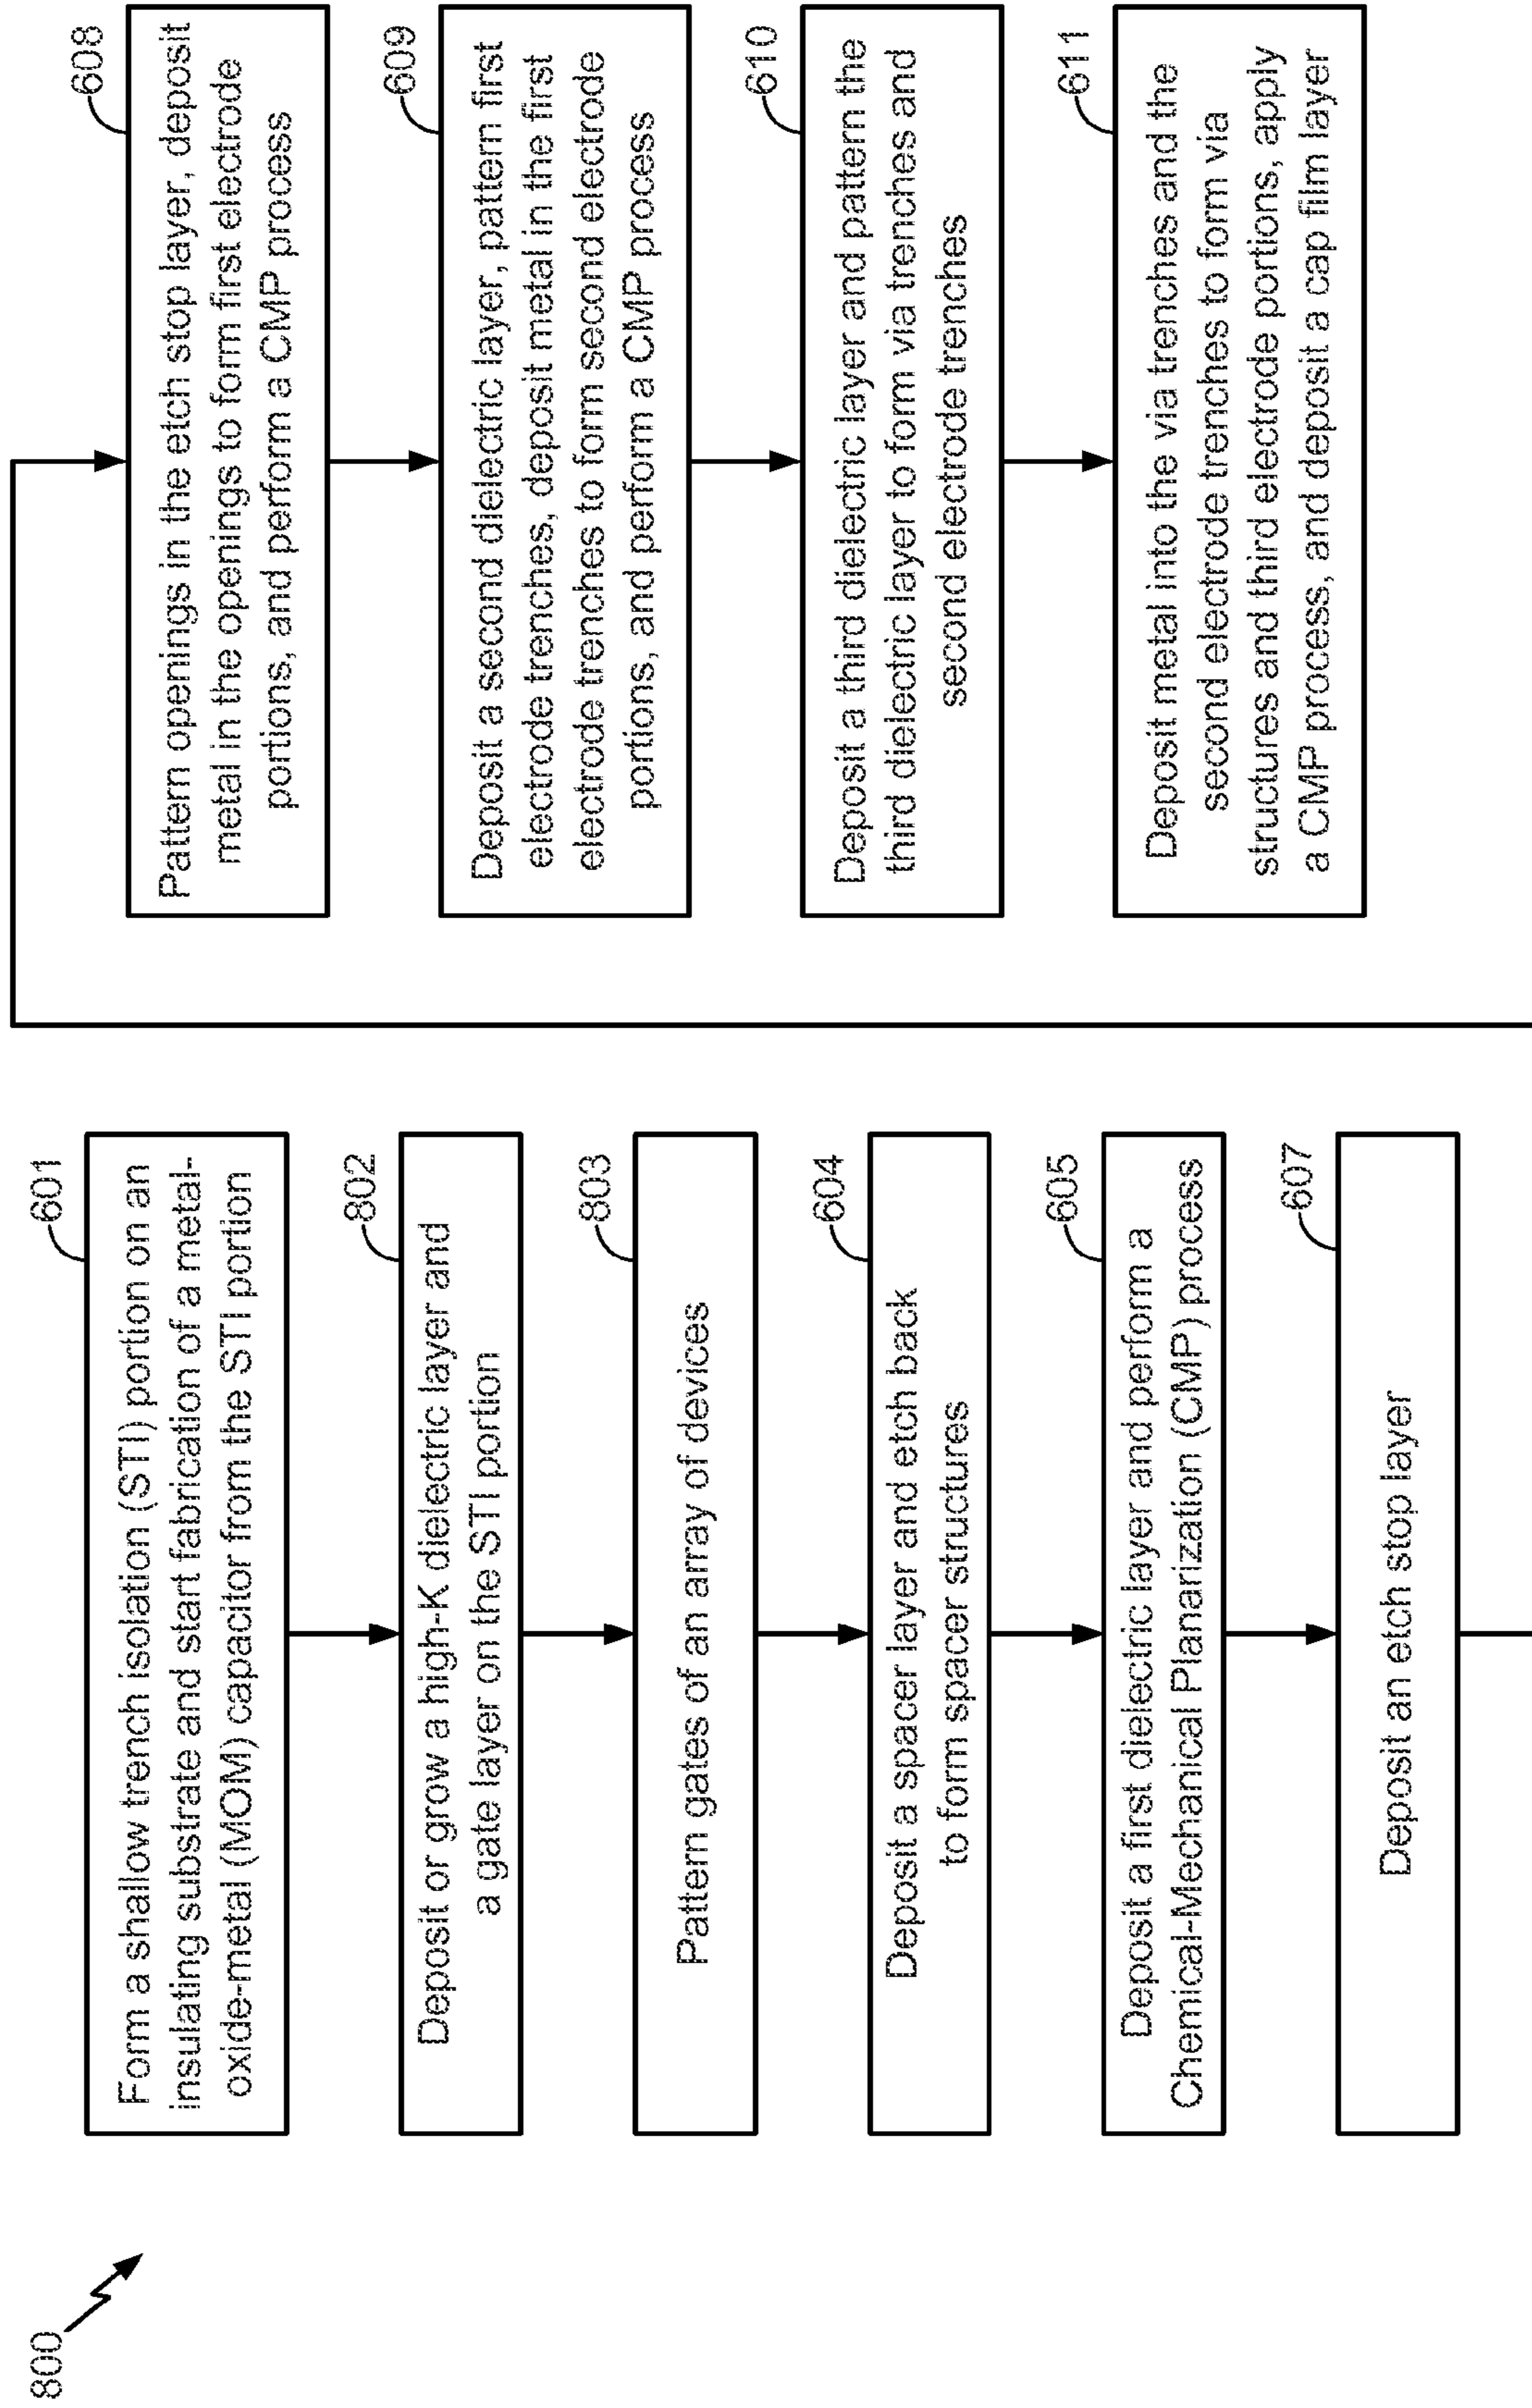 800
601
Form a shallow trench isolation (STI) portion on an
insulating substrate and start fabrication of a metal-
oxide-metal (MOM) capacitor from the STI portion
802
Deposit or grow a high-K dielectric layer and
a gate layer on the STI portion
803
Pattern gates of an array of devices
604
Deposit a spacer layer and etch back
to form spacer structures
605
Deposit a first dielectric layer and perform a
Chemical-Mechanical Planarization (CMP) process
607
Deposit an etch stop layer
608
Pattern openings in the etch stop layer, deposit
metal in the openings to form first electrode
portions, and perform a CMP process
609
Deposit a second dielectric layer, pattern first
electrode trenches, deposit metal in the first
electrode trenches to form second electrode
portions, and perform a CMP process
610
Deposit a third dielectric layer and pattern the
third dielectric layer to form via trenches and
second electrode trenches
611
Deposit metal into the via trenches and the
second electrode trenches to form via
structures and third electrode portions, apply
a CMP process, and deposit a cap film layer